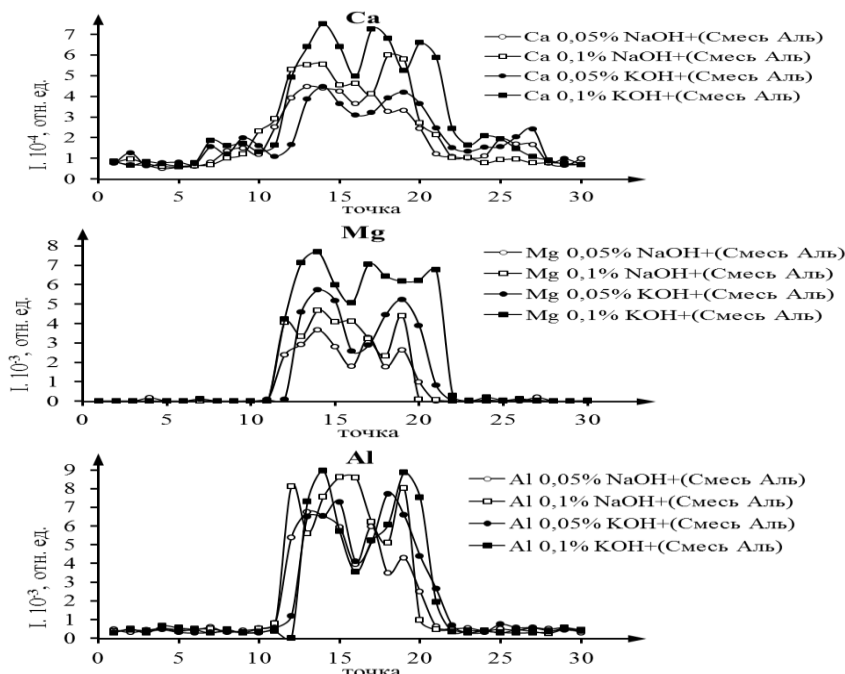 Ca
I. 10⁻⁴, отн. ед.
7
6
5
4
3
2
1
0
0 5 10 15 20 25 30
точка
Ca 0,05% NaOH+(Смесь Аль)
Ca 0,1% NaOH+(Смесь Аль)
Ca 0,05% KOH+(Смесь Аль)
Ca 0,1% KOH+(Смесь Аль)
Mg
I. 10⁻³, отн. ед.
8
7
6
5
4
3
2
1
0
0 5 10 15 20 25 30
точка
Mg 0,05% NaOH+(Смесь Аль)
Mg 0,1% NaOH+(Смесь Аль)
Mg 0,05% KOH+(Смесь Аль)
Mg 0,1% KOH+(Смесь Аль)
Al
I. 10⁻³, отн. ед.
9
8
7
6
5
4
3
2
1
0
0 5 10 15 20 25 30
точка
Al 0,05% NaOH+(Смесь Аль)
Al 0,1% NaOH+(Смесь Аль)
Al 0,05% KOH+(Смесь Аль)
Al 0,1% KOH+(Смесь Аль)